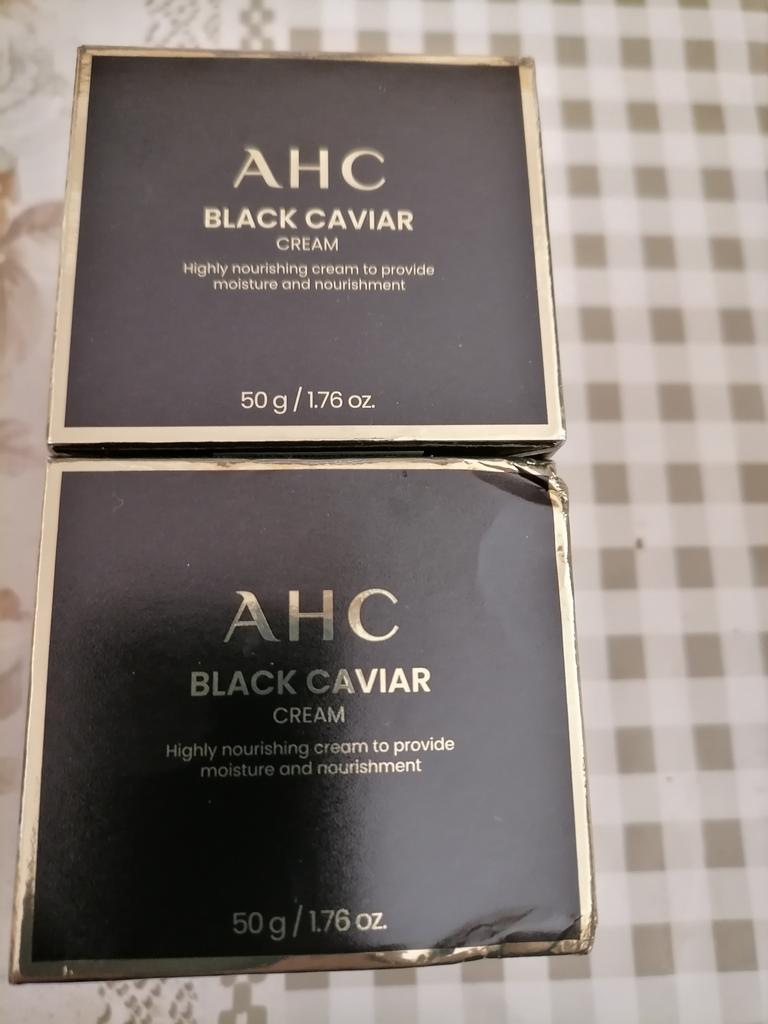 AHC
BLACK CAVIAR
CREAM
Highly nourishing cream to provide
moisture and nourishment
50 g / 1.76 oz.
AHC
BLACK CAVIAR
CREAM
Highly nourishing cream to provide
moisture and nourishment
50 g / 1.76 oz.